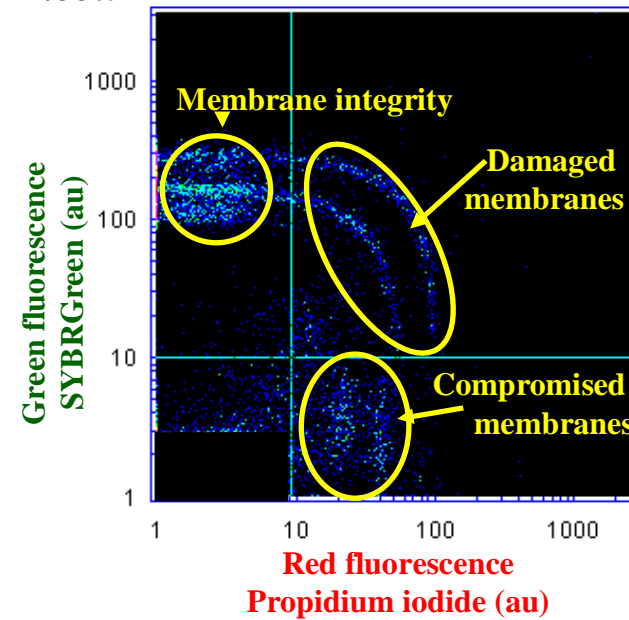 1000
Membrane integrity
Damaged
membranes
100
Green fluorescence
SYBRGreen (au)
10
Compromised
membranes
1
1 10 100 1000
Red fluorescence
Propidium iodide (au)